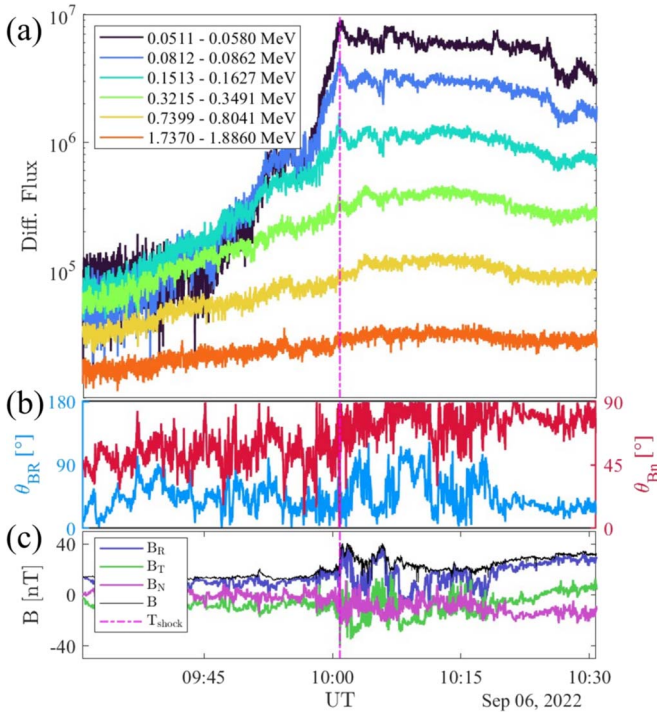 (a)
10^7
10^6
10^5
Diff. Flux
0.0511 - 0.0580 MeV
0.0812 - 0.0862 MeV
0.1513 - 0.1627 MeV
0.3215 - 0.3491 MeV
0.7399 - 0.8041 MeV
1.7370 - 1.8860 MeV
(b)
180
90
0
θ_BR [°]
90
45
0
θ_Bn [°]
(c)
40
0
-40
B [nT]
B_R
B_T
B_N
B
T_shock
09:45
10:00
10:15
10:30
UT
Sep 06, 2022